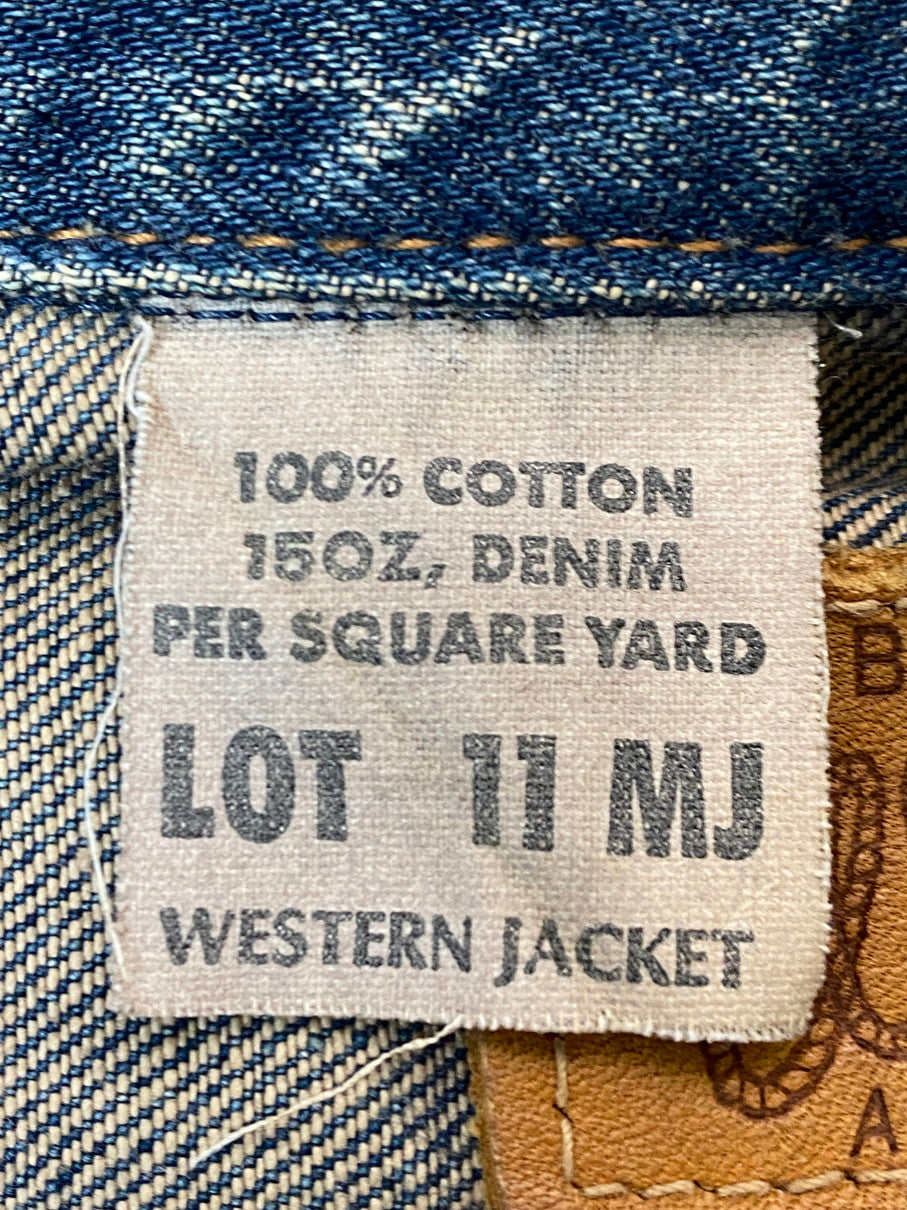 100% COTTON
15OZ, DENIM
PER SQUARE YARD
LOT 11 MJ
WESTERN JACKET
B
A